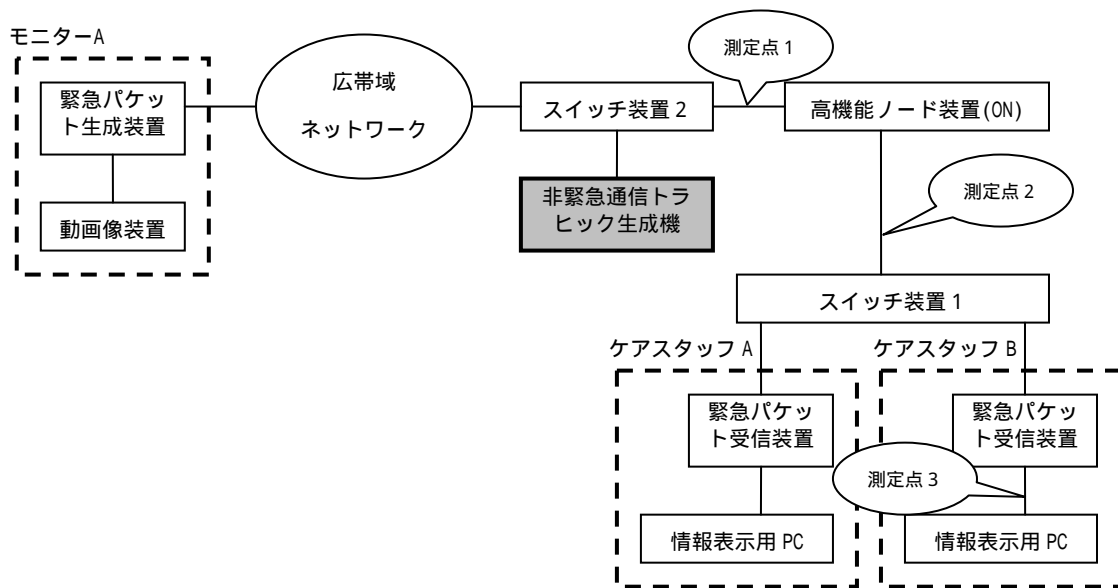 モニターA
緊急パケッ
ト生成装置
動画像装置
広帯域
ネットワーク
スイッチ装置2
非緊急通信トラ
ヒック生成機
測定点1
高機能ノード装置(ON)
測定点2
スイッチ装置1
ケアスタッフA
緊急パケッ
ト受信装置
情報表示用PC
ケアスタッフB
緊急パケッ
ト受信装置
測定点3
情報表示用PC